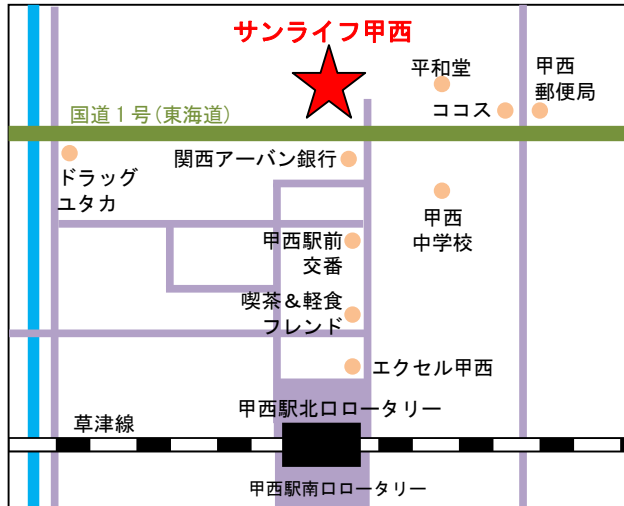 サンライフ甲西
平和堂
甲西
郵便局
ココス
国道１号(東海道)
関西アーバン銀行
ドラッグ
ユタカ
甲西
中学校
甲西駅前
交番
喫茶＆軽食
フレンド
エクセル甲西
甲西駅北口ロータリー
草津線
甲西駅南口ロータリー